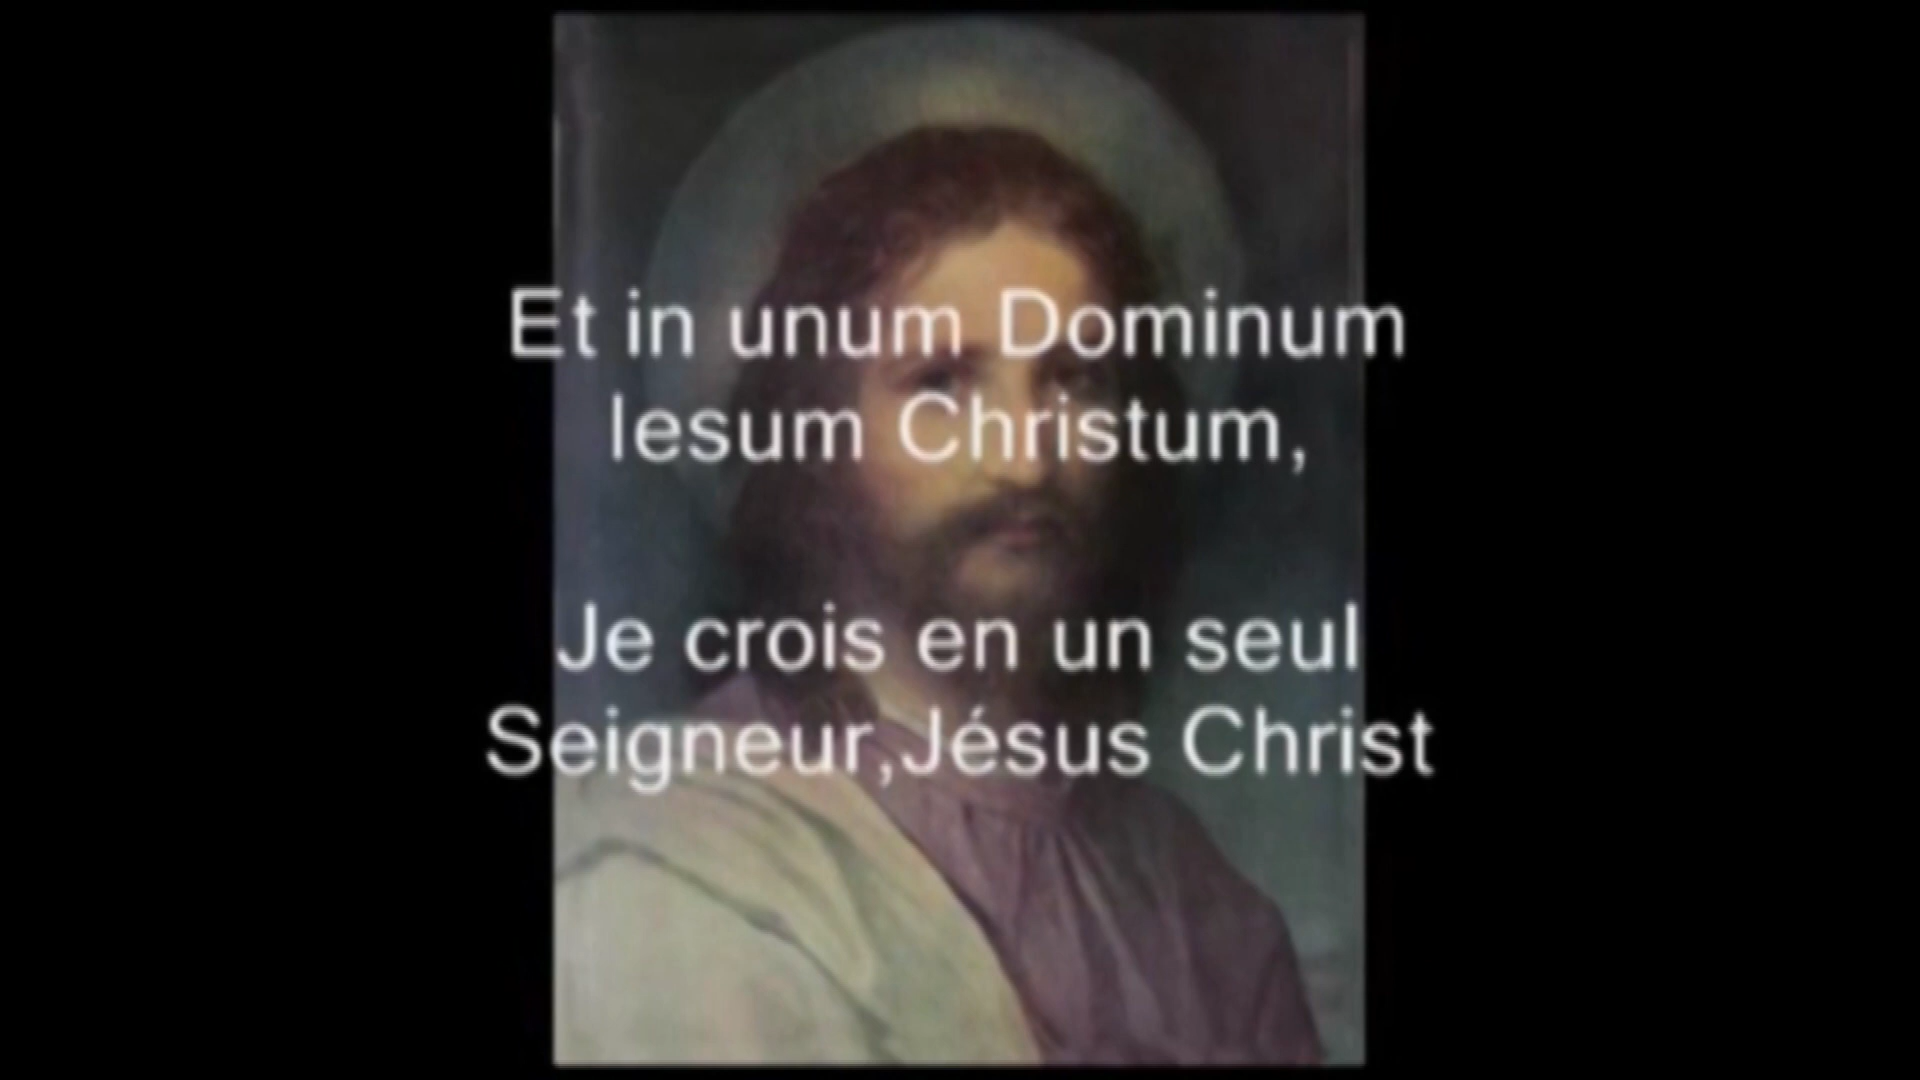 Et in unum Dominum
Iesum Christum,
Je crois en un seul
Seigneur,Jésus Christ